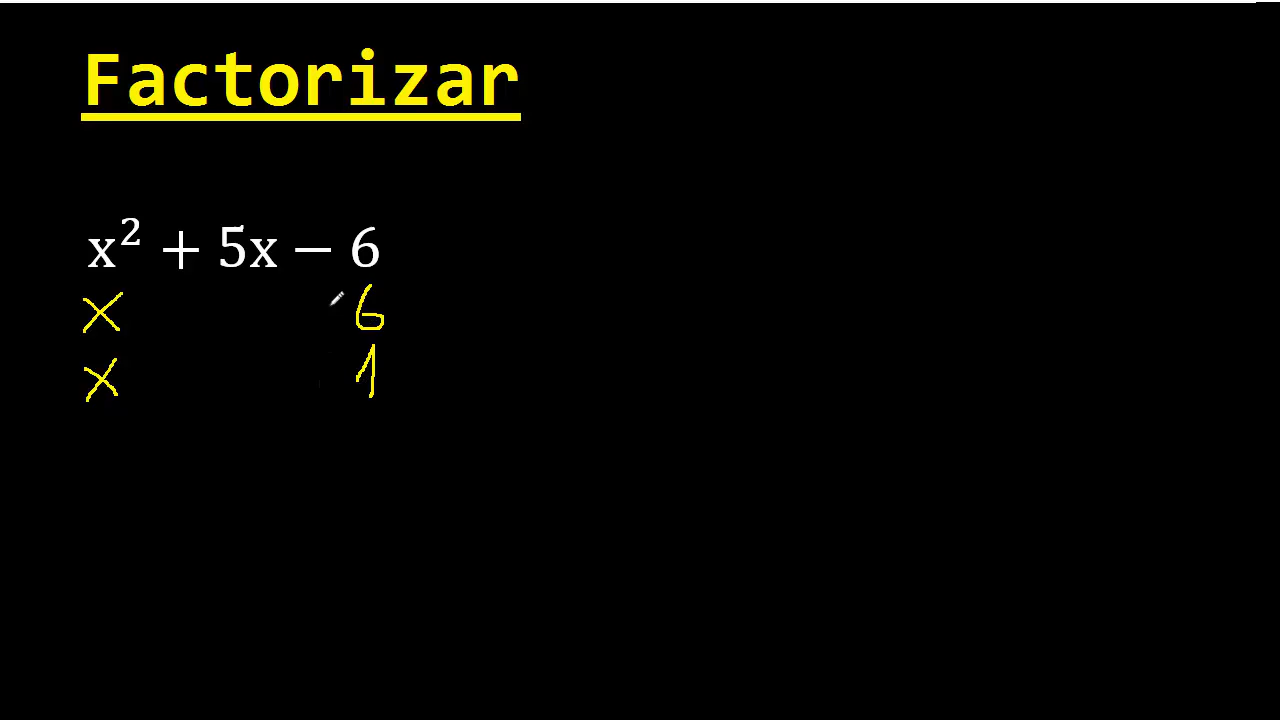 Factorizar
x² + 5x − 6
x 6
x 1